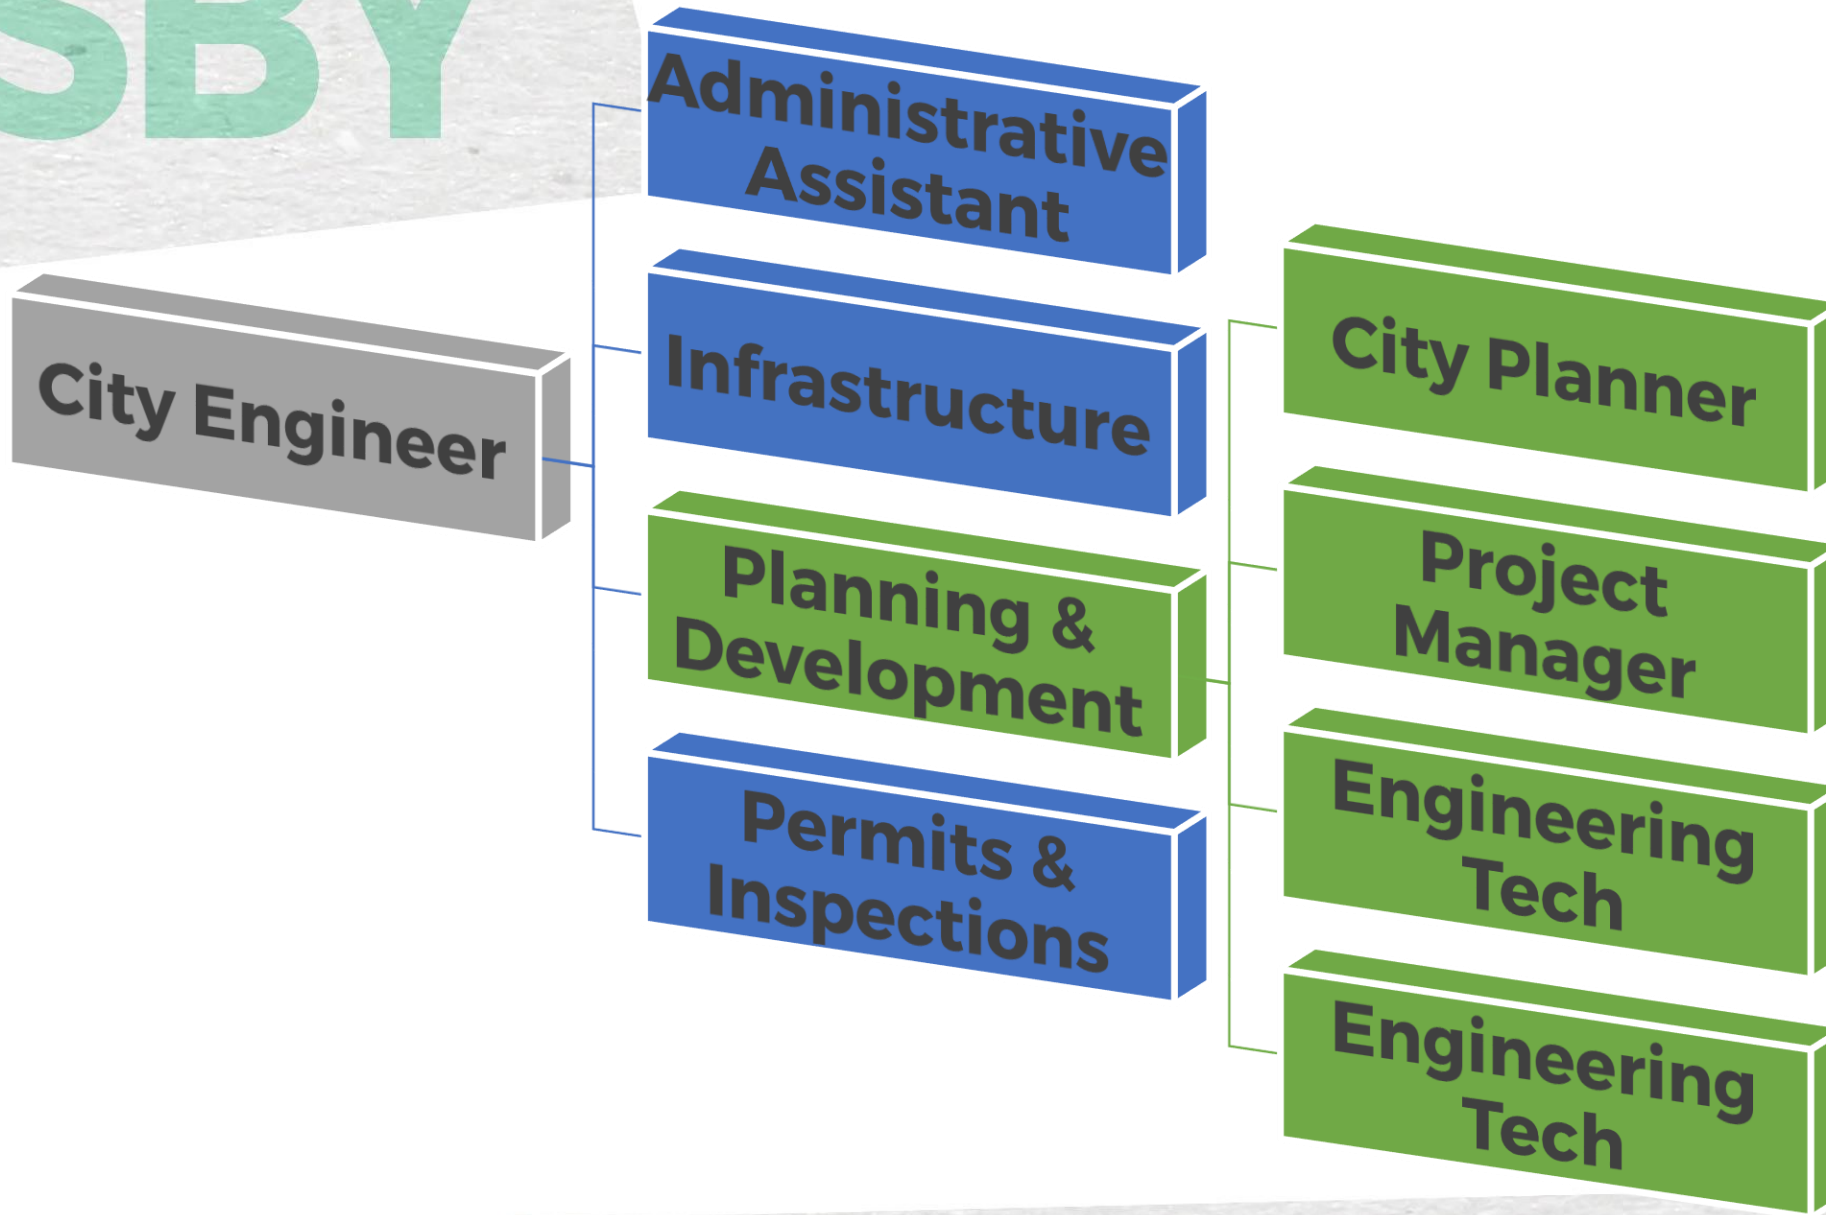 SBY
City Engineer
Administrative
Assistant
Infrastructure
Planning &
Development
Permits &
Inspections
City Planner
Project
Manager
Engineering
Tech
Engineering
Tech